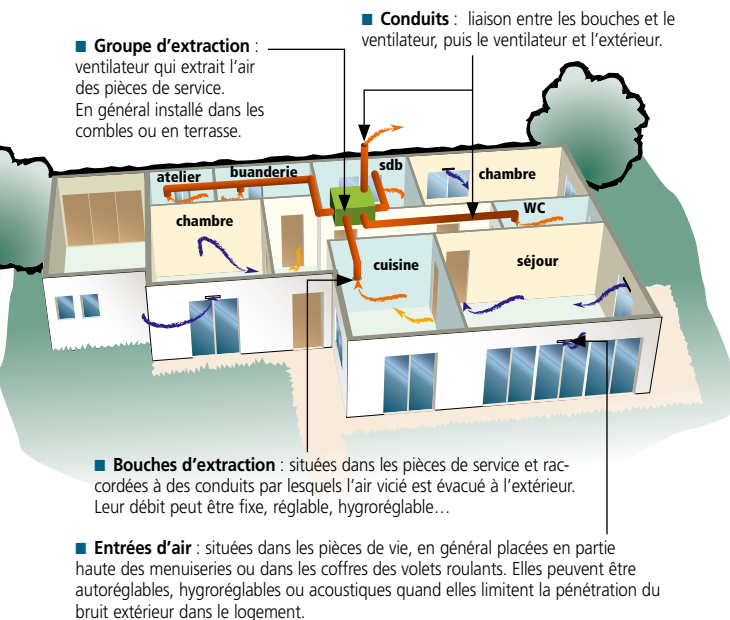 ■ Conduits : liaison entre les bouches et le
ventilateur, puis le ventilateur et l'extérieur.
■ Groupe d'extraction :
ventilateur qui extrait l'air
des pièces de service.
En général installé dans les
combles ou en terrasse.
atelier
buanderie
sdb
chambre
chambre
WC
cuisine
séjour
■ Bouches d'extraction : situées dans les pièces de service et rac-
cordées à des conduits par lesquels l'air vicié est évacué à l'extérieur.
Leur débit peut être fixe, réglable, hygroréglable…
■ Entrées d'air : situées dans les pièces de vie, en général placées en partie
haute des menuiseries ou dans les coffres des volets roulants. Elles peuvent être
autoréglables, hygroréglables ou acoustiques quand elles limitent la pénétration du
bruit extérieur dans le logement.